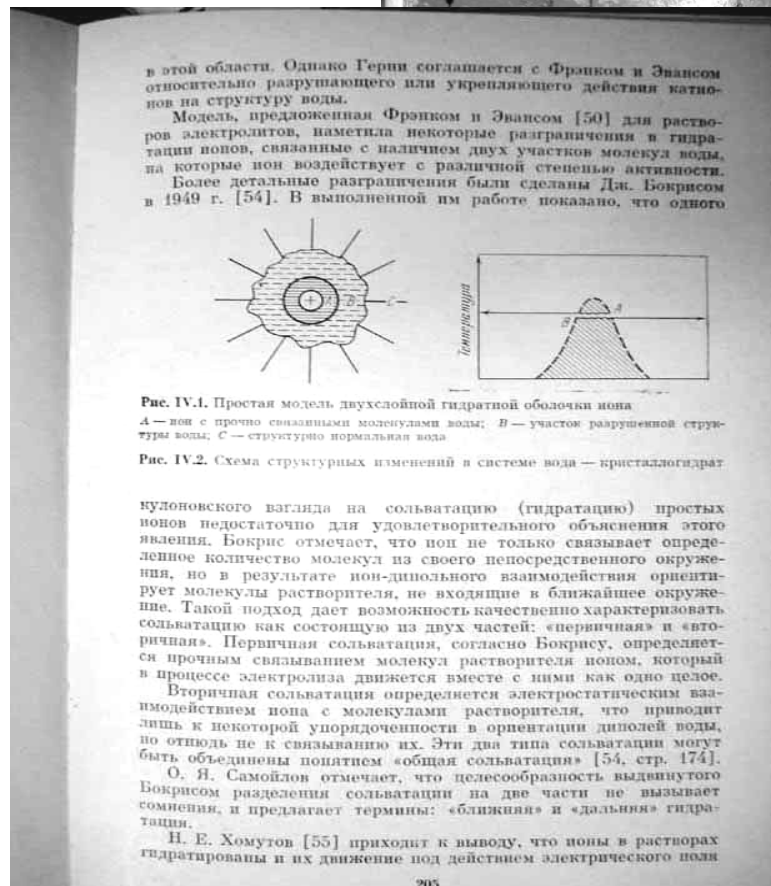 в этой области. Однако Герни соглашается с Фрэнком и Эвансом
относительно разрушающего или укрепляющего действия катио-
нов на структуру воды.
Модель, предложенная Фрэнком и Эвансом [50] для раство-
ров электролитов, наметила некоторые разграничения в гидра-
тации ионов, связанные с наличием двух участков молекул воды,
на которые ион воздействует с различной степенью активности.
Более детальные разграничения были сделаны Дж. Бокрисом
в 1949 г. [54]. В выполненной им работе показано, что одного
+ B C
Температура
B A
Рис. IV.1. Простая модель двухслойной гидратной оболочки иона
A — ион с прочно связанными молекулами воды; B — участок разрушенной струк-
туры воды; C — структурно нормальная вода
Рис. IV.2. Схема структурных изменений в системе вода — кристаллогидрат
кулоновского взгляда на сольватацию (гидратацию) простых
ионов недостаточно для удовлетворительного объяснения этого
явления. Бокрис отмечает, что ион не только связывает опреде-
ленное количество молекул из своего непосредственного окруже-
ния, но в результате ион-дипольного взаимодействия ориенти-
рует молекулы растворителя, не входящие в ближайшее окруже-
ние. Такой подход дает возможность качественно характеризовать
сольватацию как состоящую из двух частей: «первичная» и «вто-
ричная». Первичная сольватация, согласно Бокрису, определяет-
ся прочным связыванием молекул растворителя ионом, который
в процессе электролиза движется вместе с ними как одно целое.
Вторичная сольватация определяется электростатическим вза-
имодействием иона с молекулами растворителя, что приводит
лишь к некоторой упорядоченности в ориентации диполей воды,
но отнюдь не к связыванию их. Эти два типа сольватации могут
быть объединены понятием «общая сольватация» [54, стр. 174].
О. Я. Самойлов отмечает, что целесообразность выдвинутого
Бокрисом разделения сольватации на две части не вызывает
сомнения, и предлагает термины: «ближняя» и «дальняя» гидра-
тация.
Н. Е. Хомутов [55] приходит к выводу, что ионы в растворах
гидратированы и их движение под действием электрического поля
205